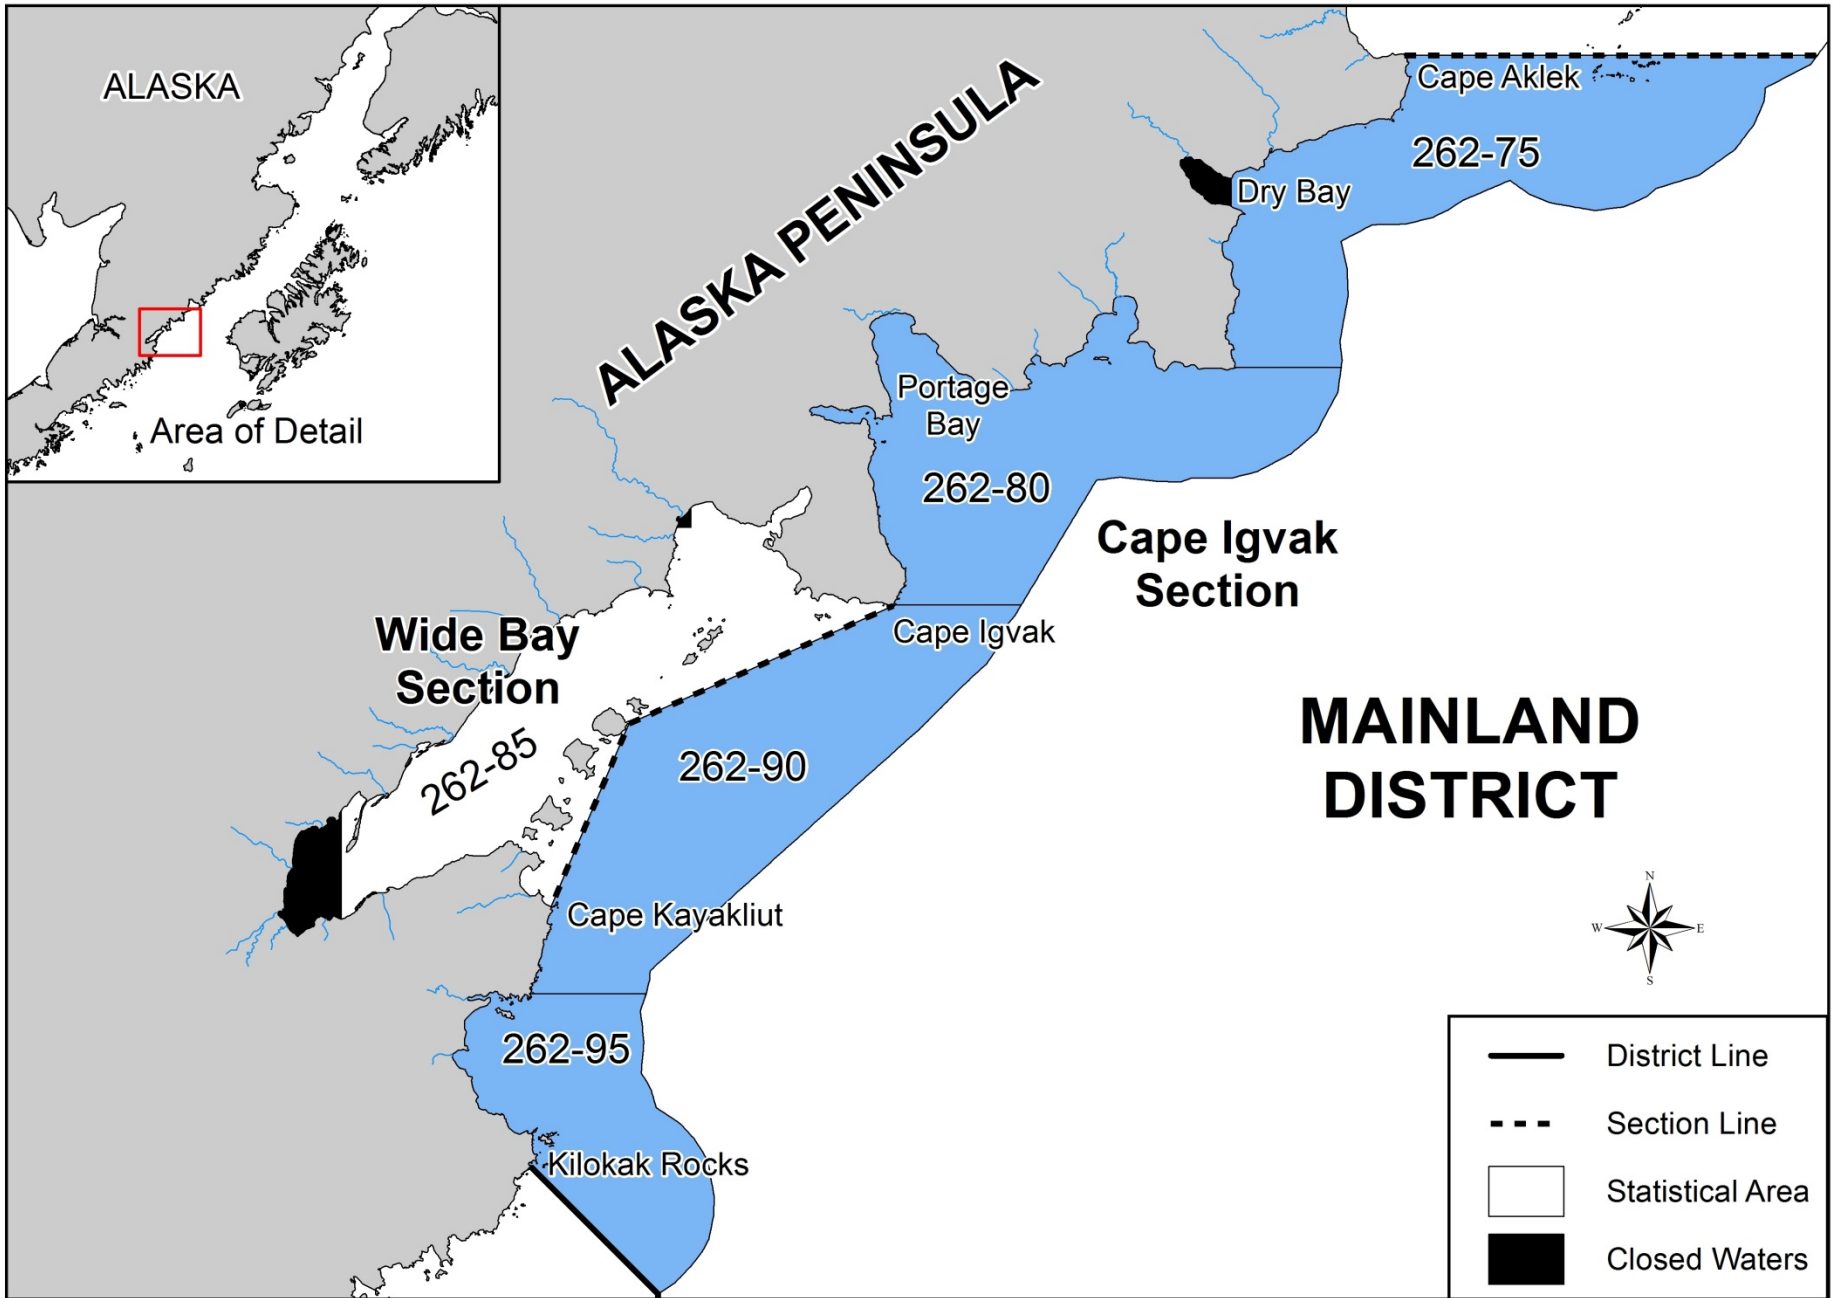 ALASKA
Area of Detail
ALASKA PENINSULA
Cape Aklek
262-75
Dry Bay
Portage
Bay
262-80
Cape Igvak
Section
Cape Igvak
Wide Bay
Section
262-85
262-90
MAINLAND
DISTRICT
Cape Kayakliut
262-95
Kilokak Rocks
N
W
E
S
District Line
Section Line
Statistical Area
Closed Waters